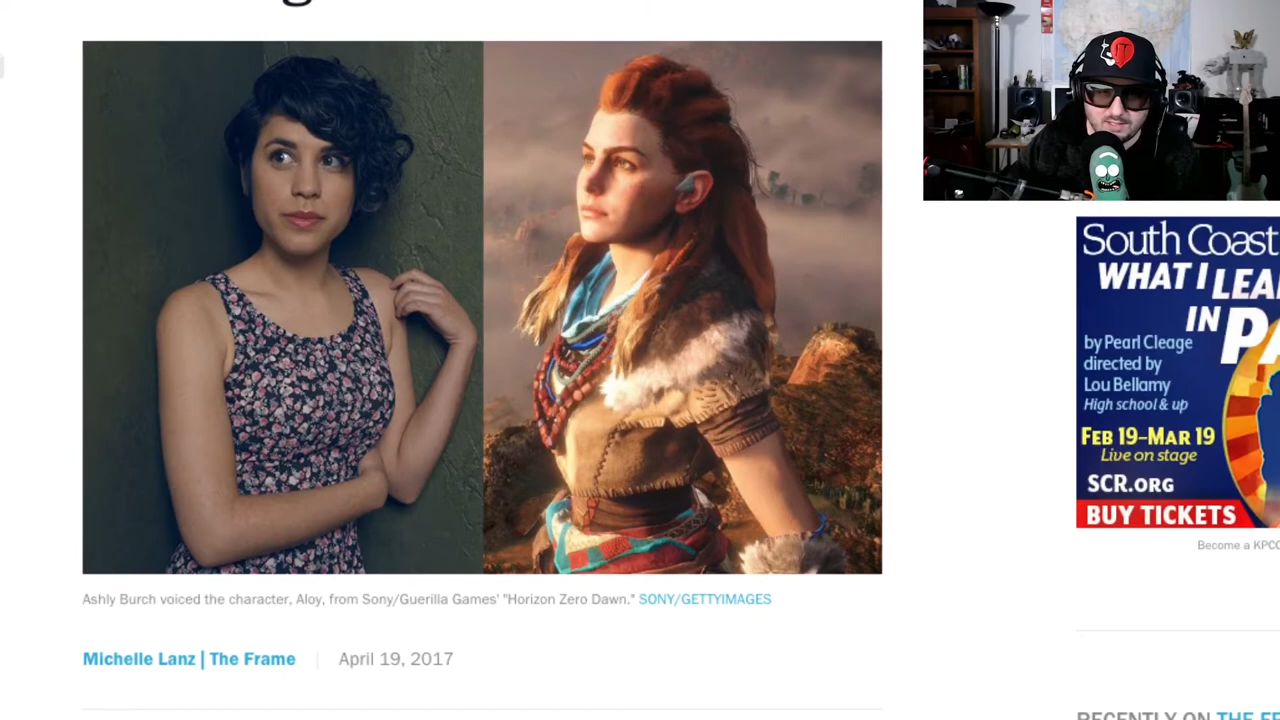 South Coast
WHAT I LEA
IN PA
by Pearl Cleage
directed by
Lou Bellamy
High school & up
FEB 19–MAR 19
Live on stage
SCR.ORG
BUY TICKETS
Become a KPCC
Ashly Burch voiced the character, Aloy, from Sony/Guerilla Games' "Horizon Zero Dawn." SONY/GETTYIMAGES
Michelle Lanz | The Frame
April 19, 2017
RECENTLY ON THE FR